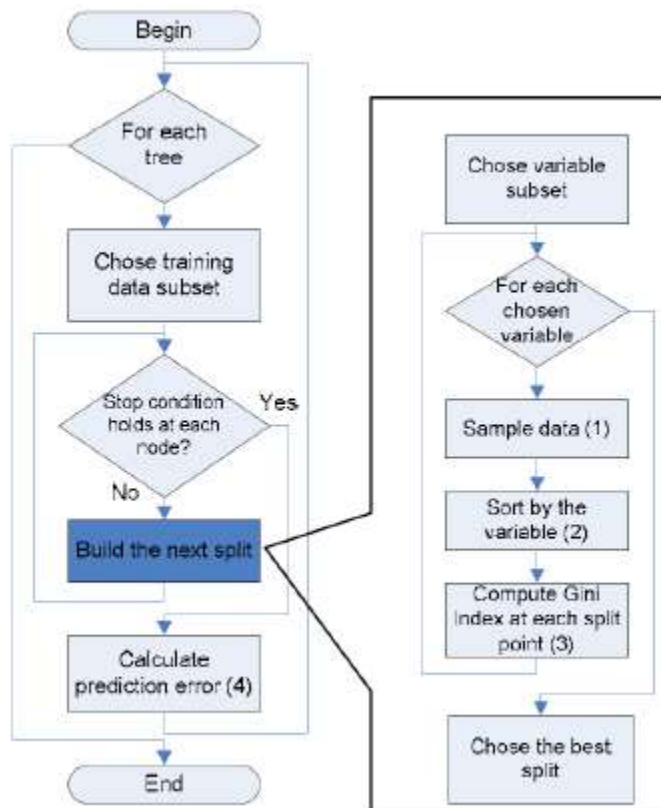 Begin
For each
tree
Chose training
data subset
Stop condition
holds at each
node?
Yes
No
Build the next split
Calculate
prediction error (4)
End
Chose variable
subset
For each
chosen
variable
Sample data (1)
Sort by the
variable (2)
Compute Gini
Index at each split
point (3)
Chose the best
split